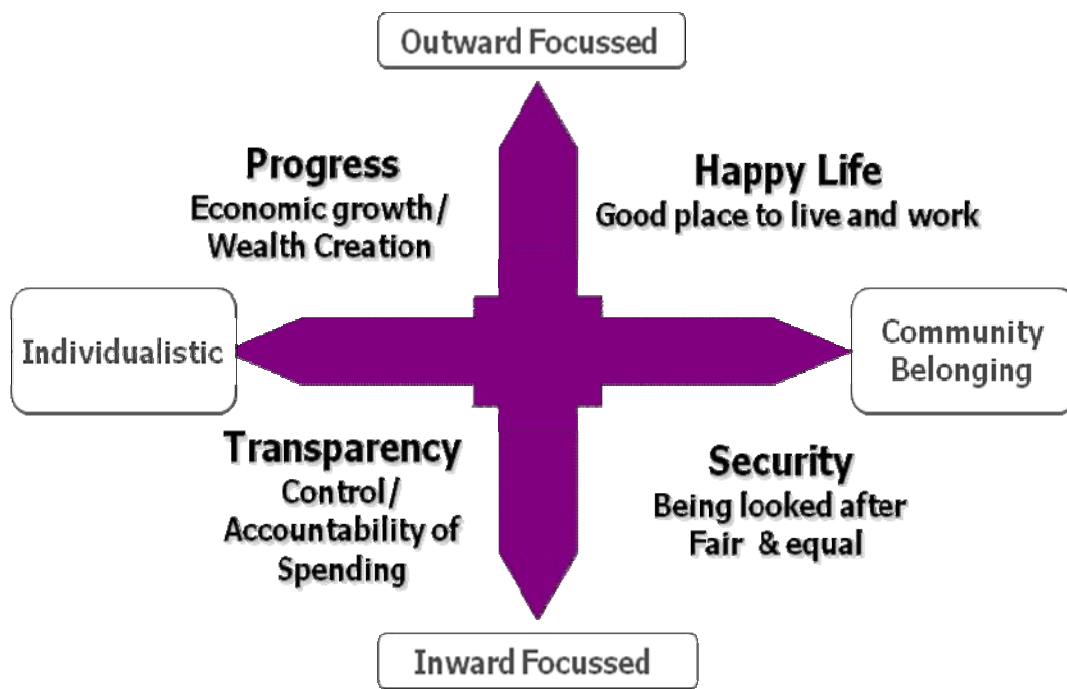 Outward Focussed
Progress
Economic growth/
Wealth Creation
Happy Life
Good place to live and work
Individualistic
Community
Belonging
Transparency
Control/
Accountability of
Spending
Security
Being looked after
Fair & equal
Inward Focussed